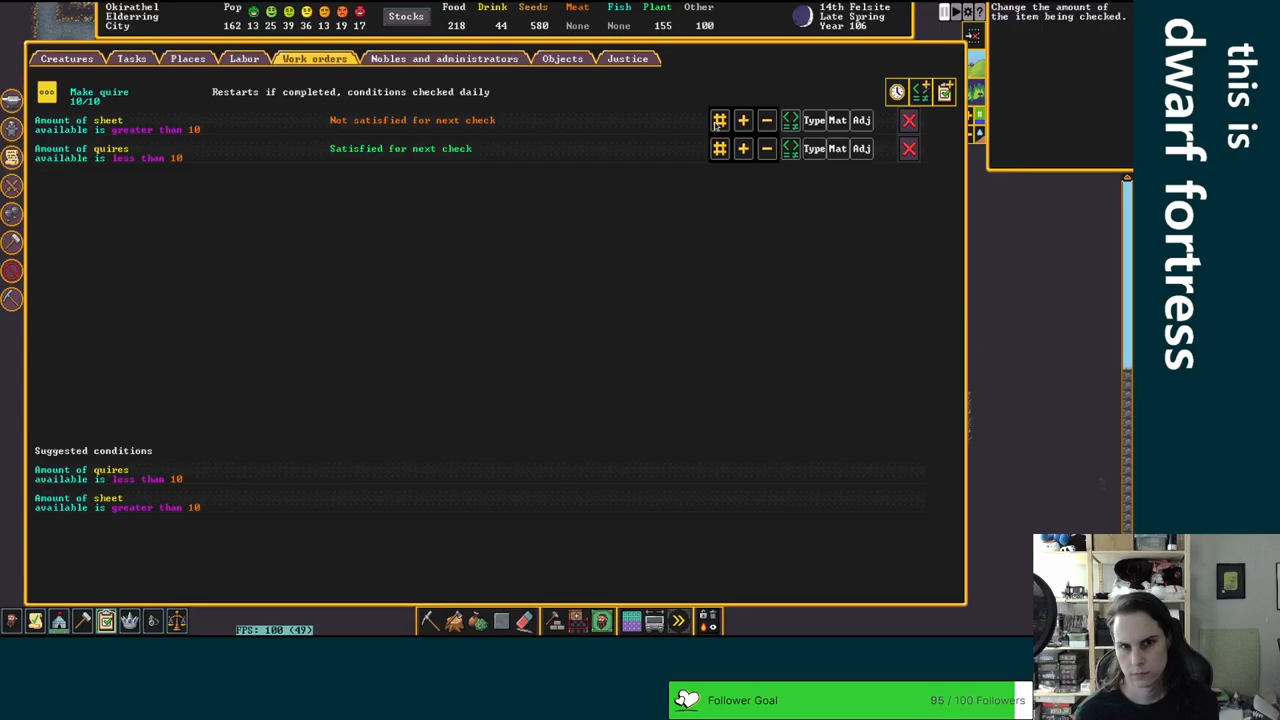 Okirathel
Elderring
City
Pop
162 13 25 39 36 13 19 17
Stocks
Food Drink Seeds Meat Fish Plant Other
218 44 580 None None 155 100
14th Felsite
Late Spring
Year 106
Change the amount of
the item being checked.
Creatures Tasks Places Labor Work orders Nobles and administrators Objects Justice
Make quire
10/10
Restarts if completed, conditions checked daily
Amount of sheet
available is greater than 10
Not satisfied for next check
Type Mat Adj
Amount of quires
available is less than 10
Satisfied for next check
Type Mat Adj
Suggested conditions
Amount of quires
available is less than 10
Amount of sheet
available is greater than 10
FPS: 100 (49)
this is
dwarf fortress
Follower Goal
95 / 100 Followers